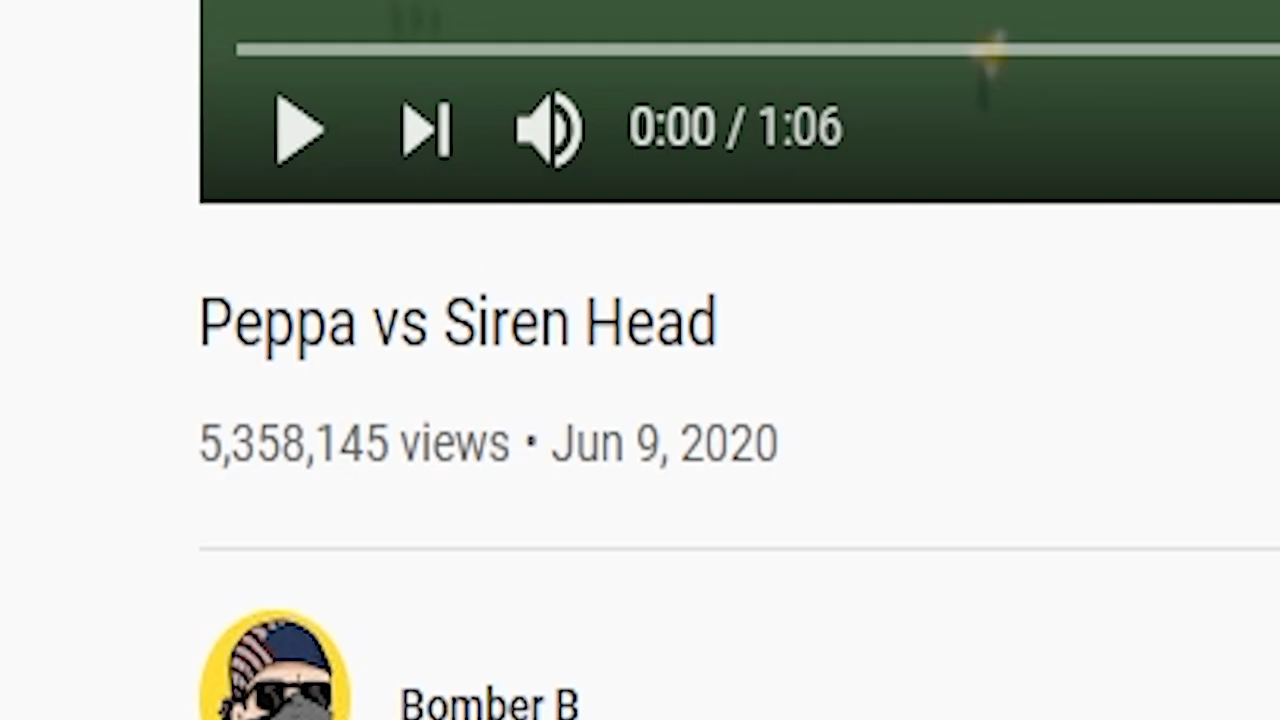 0:00 / 1:06
Peppa vs Siren Head
5,358,145 views • Jun 9, 2020
Bomber B